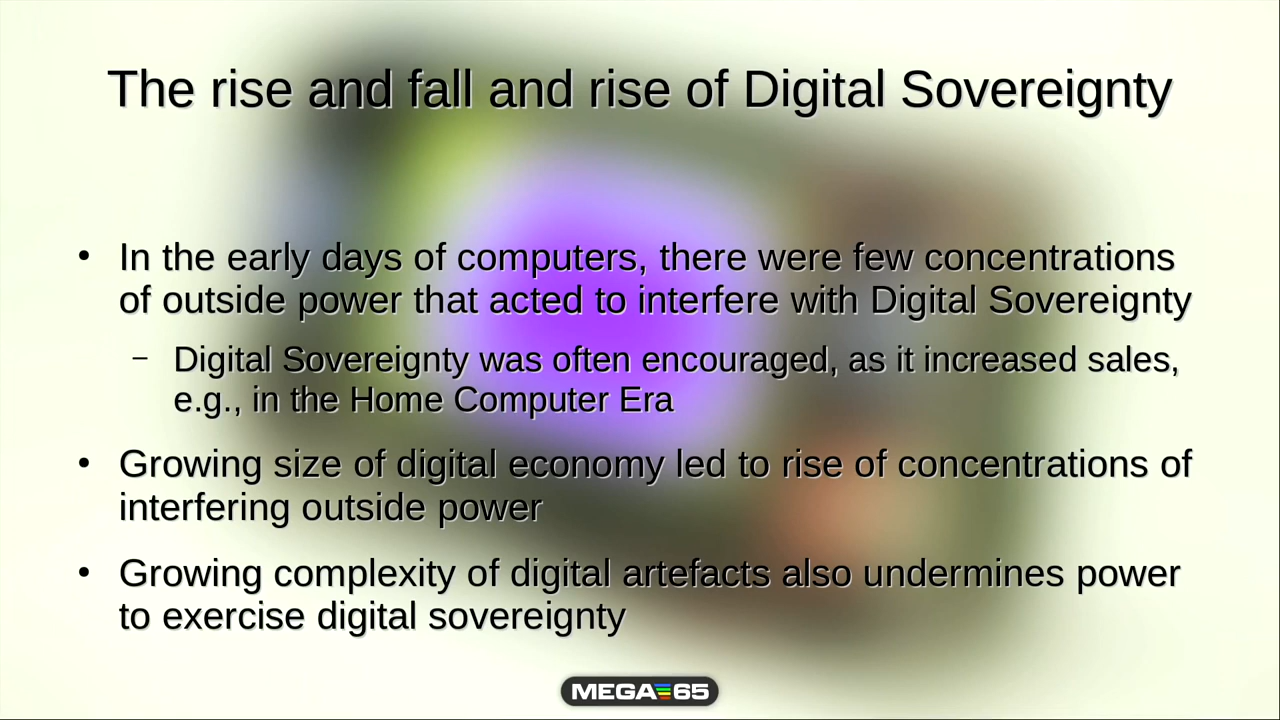 The rise and fall and rise of Digital Sovereignty
• In the early days of computers, there were few concentrations
of outside power that acted to interfere with Digital Sovereignty
– Digital Sovereignty was often encouraged, as it increased sales,
e.g., in the Home Computer Era
• Growing size of digital economy led to rise of concentrations of
interfering outside power
• Growing complexity of digital artefacts also undermines power
to exercise digital sovereignty
MEGA 65